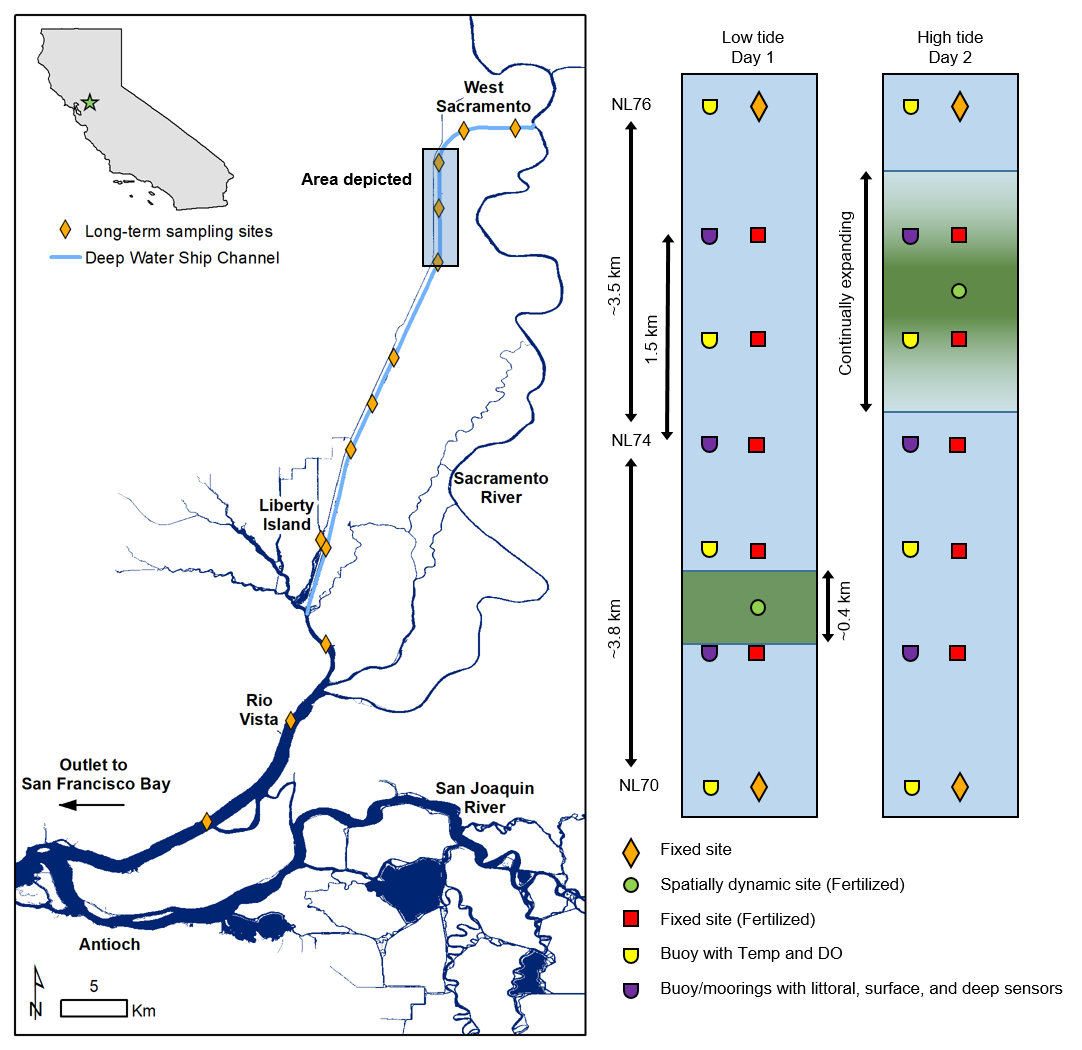 West
Sacramento
Area depicted
Long-term sampling sites
Deep Water Ship Channel
Liberty
Island
Sacramento
River
Rio
Vista
Outlet to
San Francisco Bay
San Joaquin
River
Antioch
N
5
Km
Low tide
Day 1
High tide
Day 2
NL76
~3.5 km
1.5 km
Continually expanding
NL74
~3.8 km
~0.4 km
NL70
Fixed site
Spatially dynamic site (Fertilized)
Fixed site (Fertilized)
Buoy with Temp and DO
Buoy/moorings with littoral, surface, and deep sensors